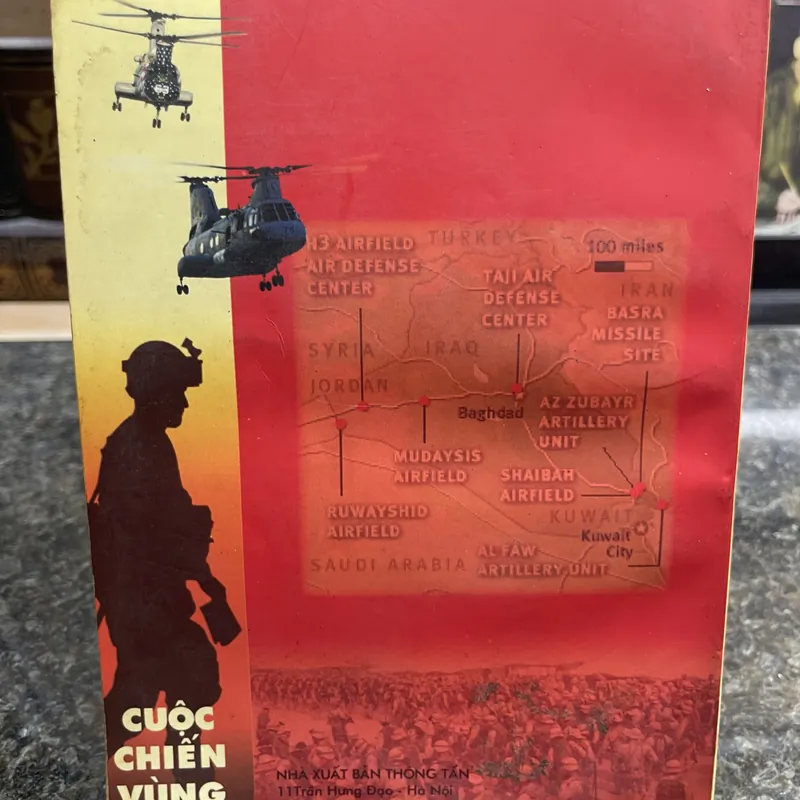 H3 AIRFIELD
AIR DEFENSE
CENTER
TURKEY
100 miles
TAJI AIR
DEFENSE
CENTER
IRAN
BASRA
MISSILE
SITE
SYRIA
IRAQ
JORDAN
Baghdad
AZ ZUBAYR
ARTILLERY
UNIT
MUDAYSIS
AIRFIELD
SHAIBAH
AIRFIELD
RUWAYSHID
AIRFIELD
KUWAIT
Kuwait
City
SAUDI ARABIA
AL FAW
ARTILLERY UNIT
CUỘC
CHIẾN
VÙNG
NHÀ XUẤT BẢN THÔNG TẤN
11Trần Hưng Đạo - Hà Nội